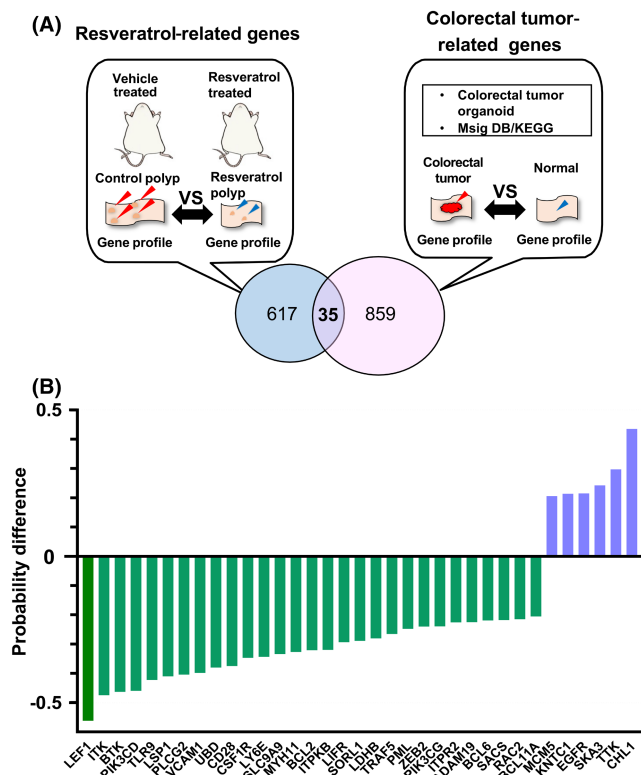 (A)
Resveratrol-related genes
Colorectal tumor-
related genes
Vehicle
treated
Resveratrol
treated
Control polyp
VS
Resveratrol
polyp
Gene profile
Gene profile
• Colorectal tumor
organoid
• Msig DB/KEGG
Colorectal
tumor
VS
Normal
Gene profile
Gene profile
617
35
859
(B)
Probability difference
0.5
0
-0.5
LEF1
ITK
BTK
PIK3CD
TLR9
LSP1
PLCG2
VCAM1
UBD
CD28
CSF1R
LY6E
SLC9A9
MYH11
BCL2
ITPKB
LIFR
SORL1
LDHB
TRAF5
PML
ZEB2
PIK3CG
ITPR2
ADAM19
BCL6
SACS
RAC2
BCL11A
MCM5
KNTC1
EGFR
SKA3
TTK
CHL1